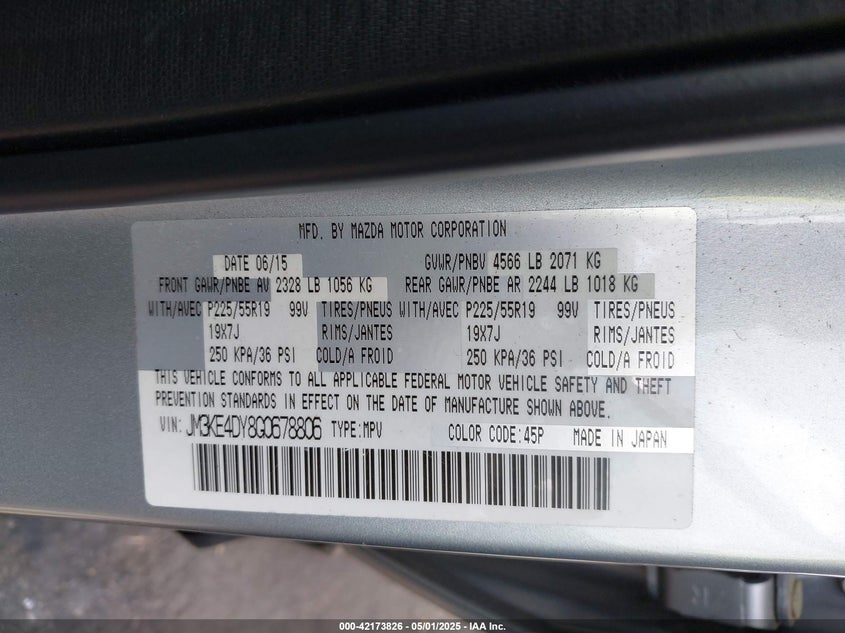 MFD. BY MAZDA MOTOR CORPORATION
DATE 06/15 GVWR/PNBV 4566 LB 2071 KG
FRONT GAWR/PNBE AV 2328 LB 1056 KG REAR GAWR/PNBE AR 2244 LB 1018 KG
WITH/AVEC P225/55R19 99V TIRES/PNEUS WITH/AVEC P225/55R19 99V TIRES/PNEUS
19X7J RIMS/JANTES 19X7J RIMS/JANTES
250 KPA/36 PSI COLD/A FROID 250 KPA/36 PSI COLD/A FROID
THIS VEHICLE CONFORMS TO ALL APPLICABLE FEDERAL MOTOR VEHICLE SAFETY AND THEFT
PREVENTION STANDARDS IN EFFECT ON THE DATE OF MANUFACTURE SHOWN ABOVE.
VIN: JM3KE4DY8G0678806 TYPE:MPV COLOR CODE:45P MADE IN JAPAN
000-42173826 - 05/01/2025 - IAA Inc.